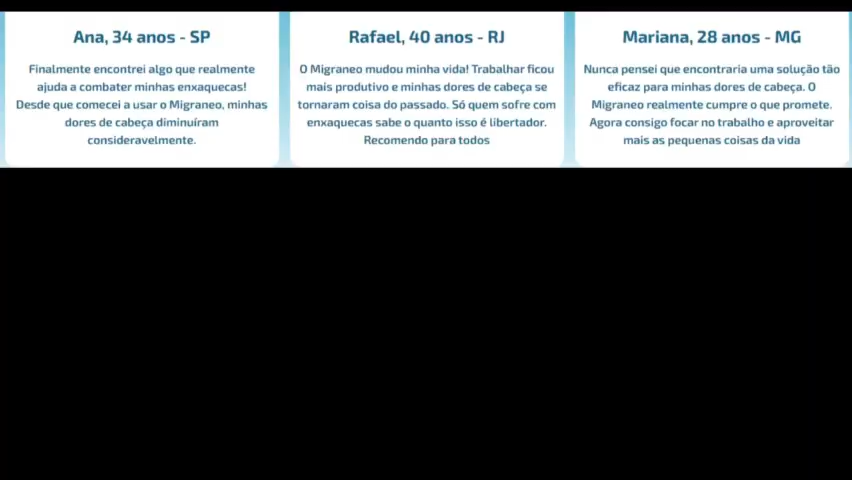 Ana, 34 anos - SP
Finalmente encontrei algo que realmente
ajuda a combater minhas enxaquecas!
Desde que comecei a usar o Migraneo, minhas
dores de cabeça diminuíram
consideravelmente.
Rafael, 40 anos - RJ
O Migraneo mudou minha vida! Trabalhar ficou
mais produtivo e minhas dores de cabeça se
tornaram coisa do passado. Só quem sofre com
enxaquecas sabe o quanto isso é libertador.
Recomendo para todos
Mariana, 28 anos - MG
Nunca pensei que encontraria uma solução tão
eficaz para minhas dores de cabeça. O
Migraneo realmente cumpre o que promete.
Agora consigo focar no trabalho e aproveitar
mais as pequenas coisas da vida